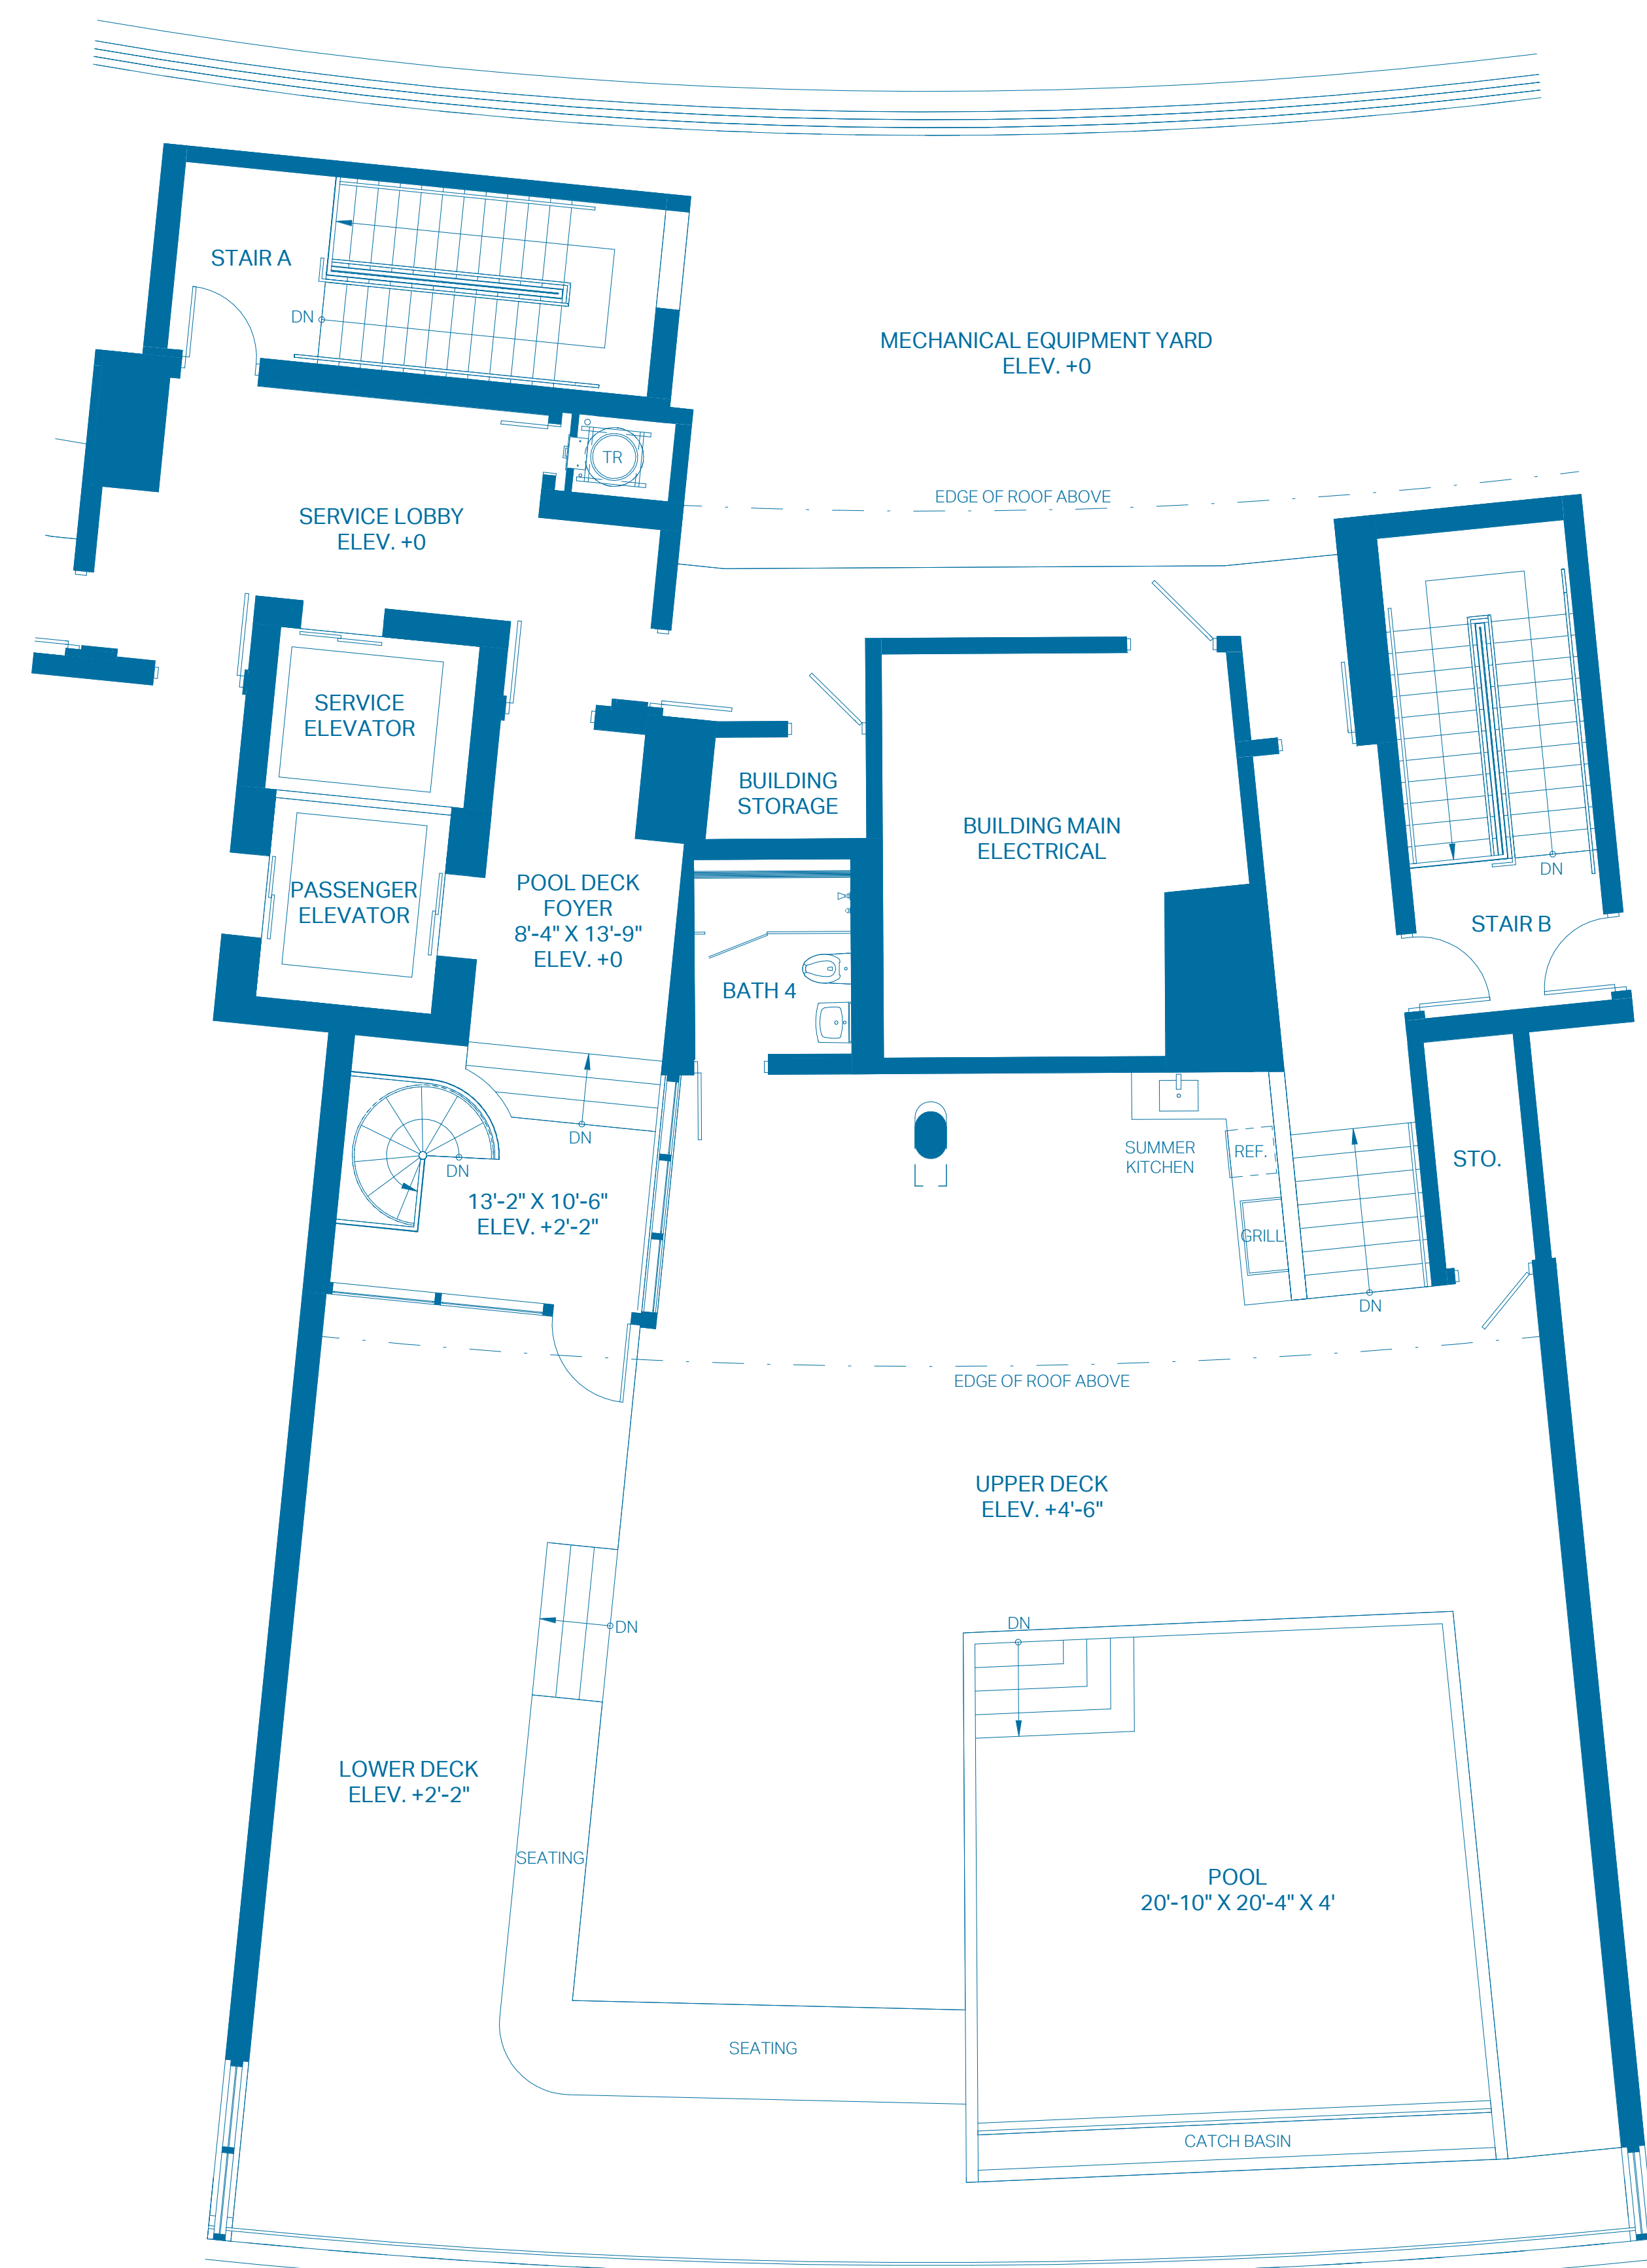 STAIR A
DN
MECHANICAL EQUIPMENT YARD
ELEV. +0
TR
EDGE OF ROOF ABOVE
SERVICE LOBBY
ELEV. +0
SERVICE
ELEVATOR
BUILDING
STORAGE
BUILDING MAIN
ELECTRICAL
PASSENGER
ELEVATOR
POOL DECK
FOYER
8'-4" X 13'-9"
ELEV. +0
DN
STAIR B
BATH 4
DN
DN
13'-2" X 10'-6"
ELEV. +2'-2"
SUMMER
KITCHEN
REF.
STO.
GRILL
DN
EDGE OF ROOF ABOVE
UPPER DECK
ELEV. +4'-6"
DN
DN
LOWER DECK
ELEV. +2'-2"
SEATING
POOL
20'-10" X 20'-4" X 4'
SEATING
CATCH BASIN